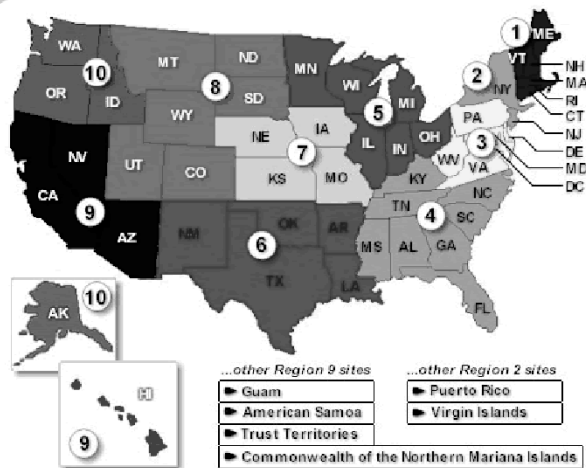 1
ME
WA
ND
VT
NH
MT
MN
2
MA
10
WI
OR
8
NY
RI
ID
SD
5
MI
CT
WY
PA
NJ
IA
NE
OH
3
DE
NV
7
IL
IN
WV
MD
UT
VA
CO
KS
MO
KY
DC
CA
NC
9
TN
OK
4
AZ
NM
AR
SC
6
MS
AL
GA
TX
LA
10
AK
FL
HI
9
...other Region 9 sites
Guam
American Samoa
Trust Territories
Commonwealth of the Northern Mariana Islands
...other Region 2 sites
Puerto Rico
Virgin Islands